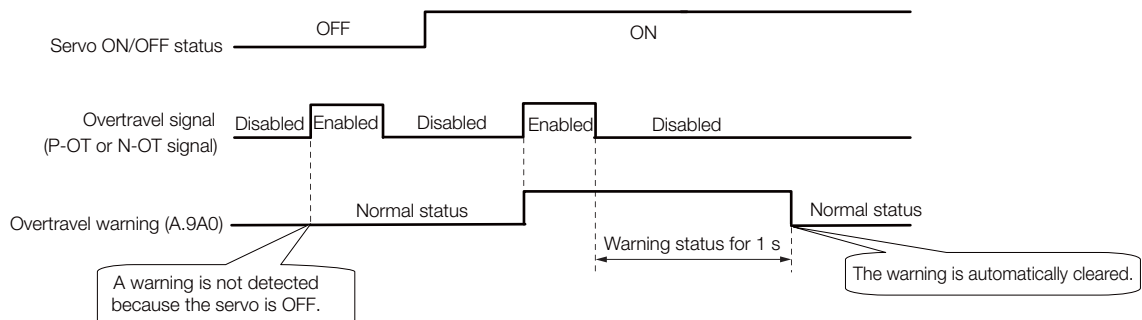 OFF
ON
Servo ON/OFF status
Overtravel signal
(P-OT or N-OT signal)
Disabled
Enabled
Disabled
Enabled
Disabled
Overtravel warning (A.9A0)
Normal status
Normal status
Warning status for 1 s
A warning is not detected
because the servo is OFF.
The warning is automatically cleared.